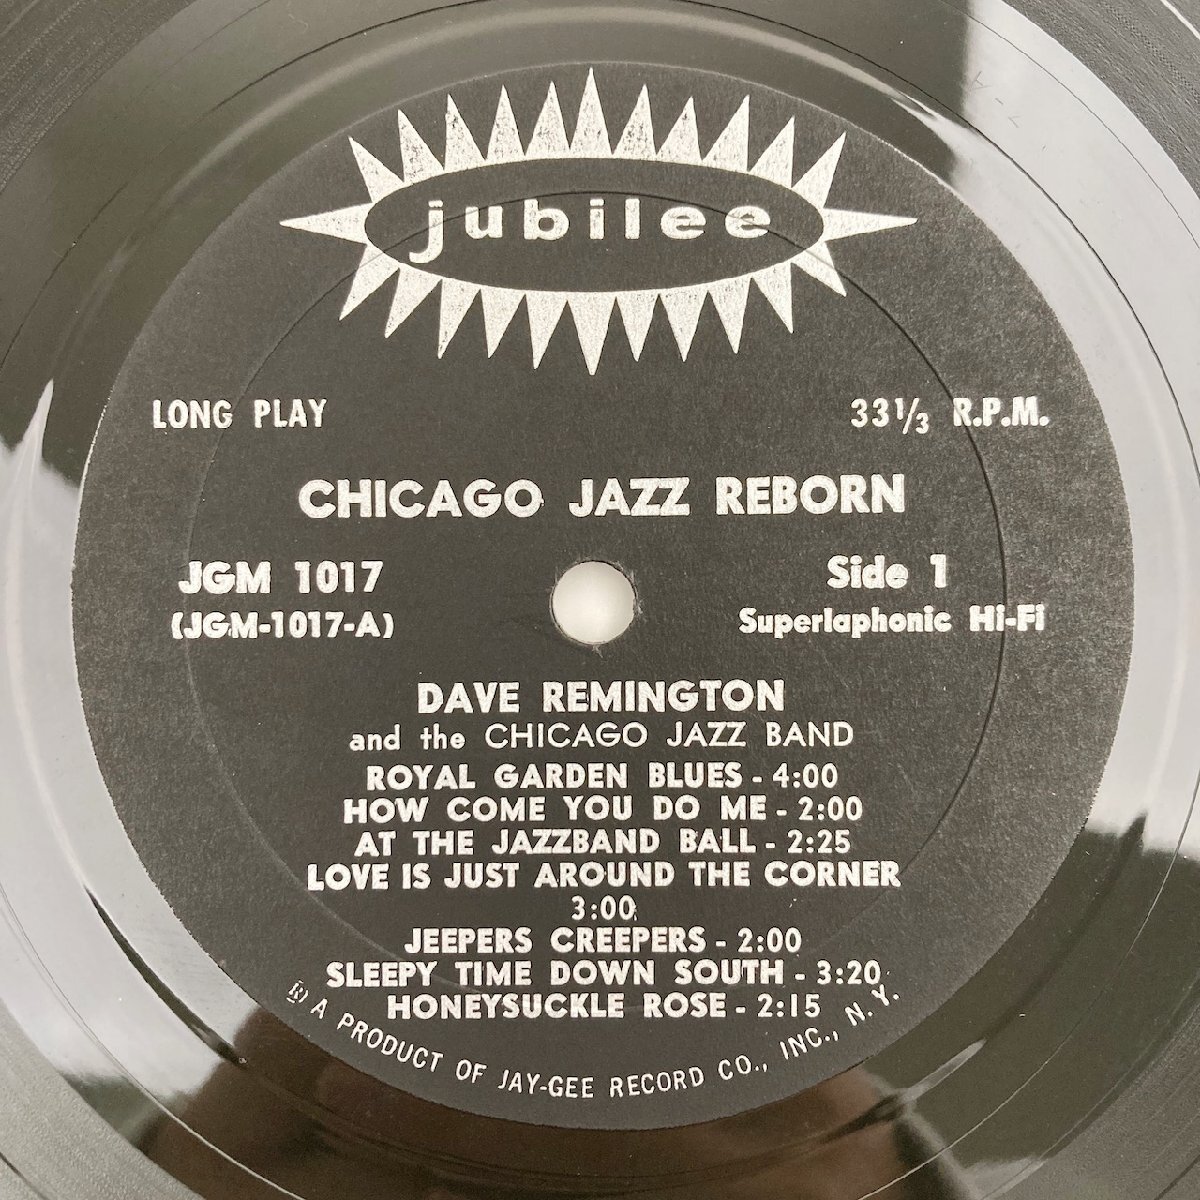 jubilee
LONG PLAY
33 1/3 R.P.M.
CHICAGO JAZZ REBORN
JGM 1017
Side 1
(JGM-1017-A)
Superlaphonic Hi-Fi
DAVE REMINGTON
and the CHICAGO JAZZ BAND
ROYAL GARDEN BLUES - 4:00
HOW COME YOU DO ME - 2:00
AT THE JAZZBAND BALL - 2:25
LOVE IS JUST AROUND THE CORNER
3:00
JEEPERS CREEPERS - 2:00
SLEEPY TIME DOWN SOUTH - 3:20
HONEYSUCKLE ROSE - 2:15
® A PRODUCT OF JAY-GEE RECORD CO., INC., N. Y.